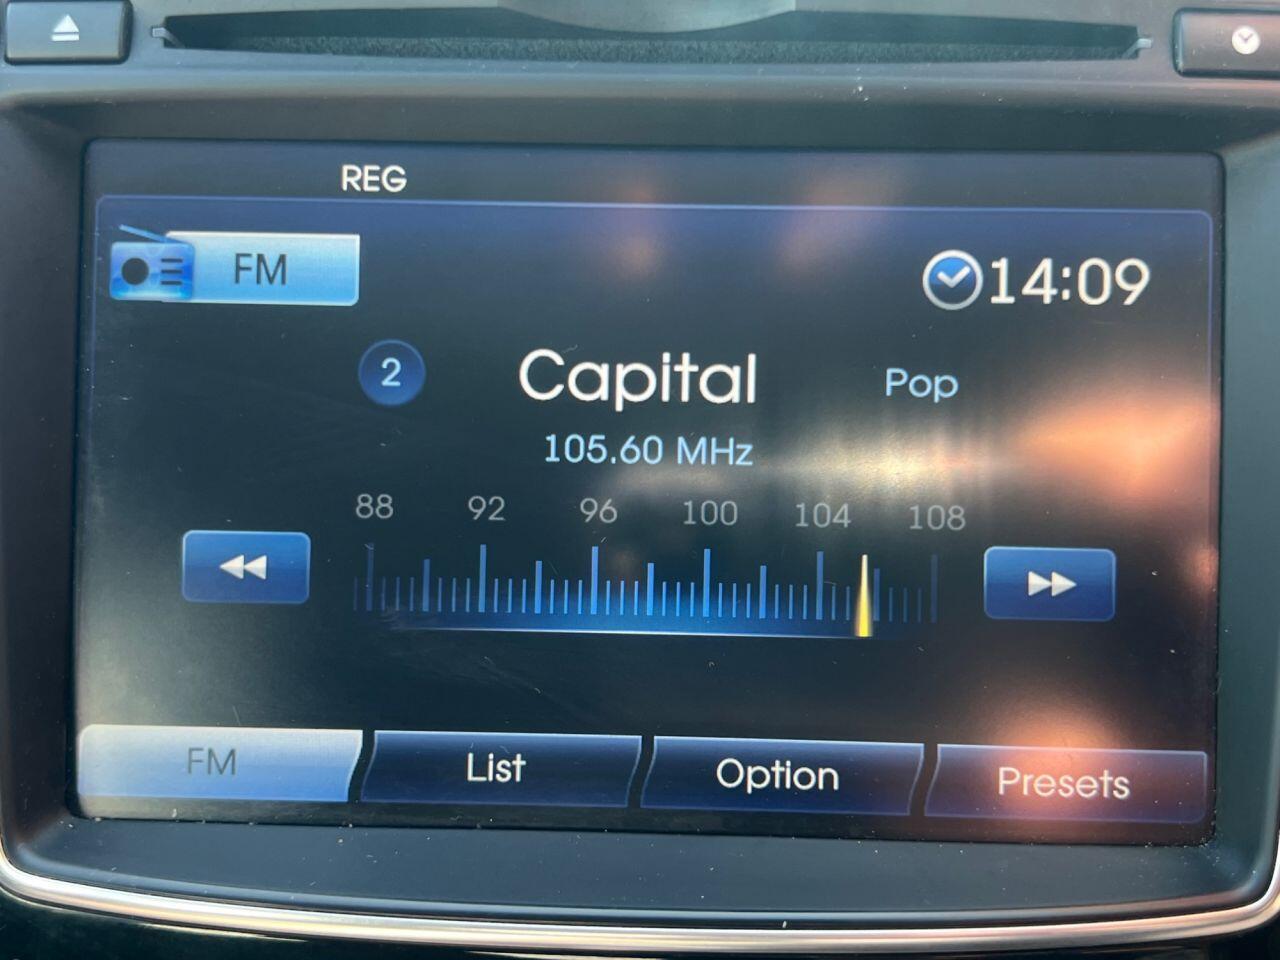 REG
FM
14:09
2 Capital Pop
105.60 MHz
88 92 96 100 104 108
FM List Option Presets